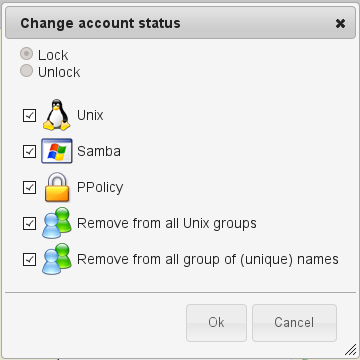 Change account status
Lock
Unlock
Unix
Samba
PPolicy
Remove from all Unix groups
Remove from all group of (unique) names
Ok
Cancel